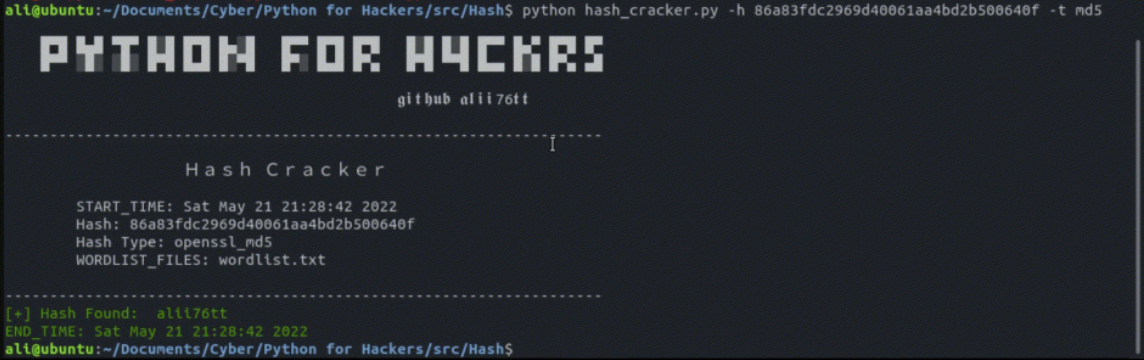 ali@ubuntu:~/Documents/Cyber/Python for Hackers/src/Hash$ python hash_cracker.py -h 86a83fdc2969d40061aa4bd2b500640f -t md5
PYTHON FOR H4CKRS
github alii76tt
------------------------------------------------------------------
Hash Cracker
START_TIME: Sat May 21 21:28:42 2022
Hash: 86a83fdc2969d40061aa4bd2b500640f
Hash Type: openssl_md5
WORDLIST_FILES: wordlist.txt
------------------------------------------------------------------
[+] Hash Found:  alii76tt
END_TIME: Sat May 21 21:28:42 2022
ali@ubuntu:~/Documents/Cyber/Python for Hackers/src/Hash$